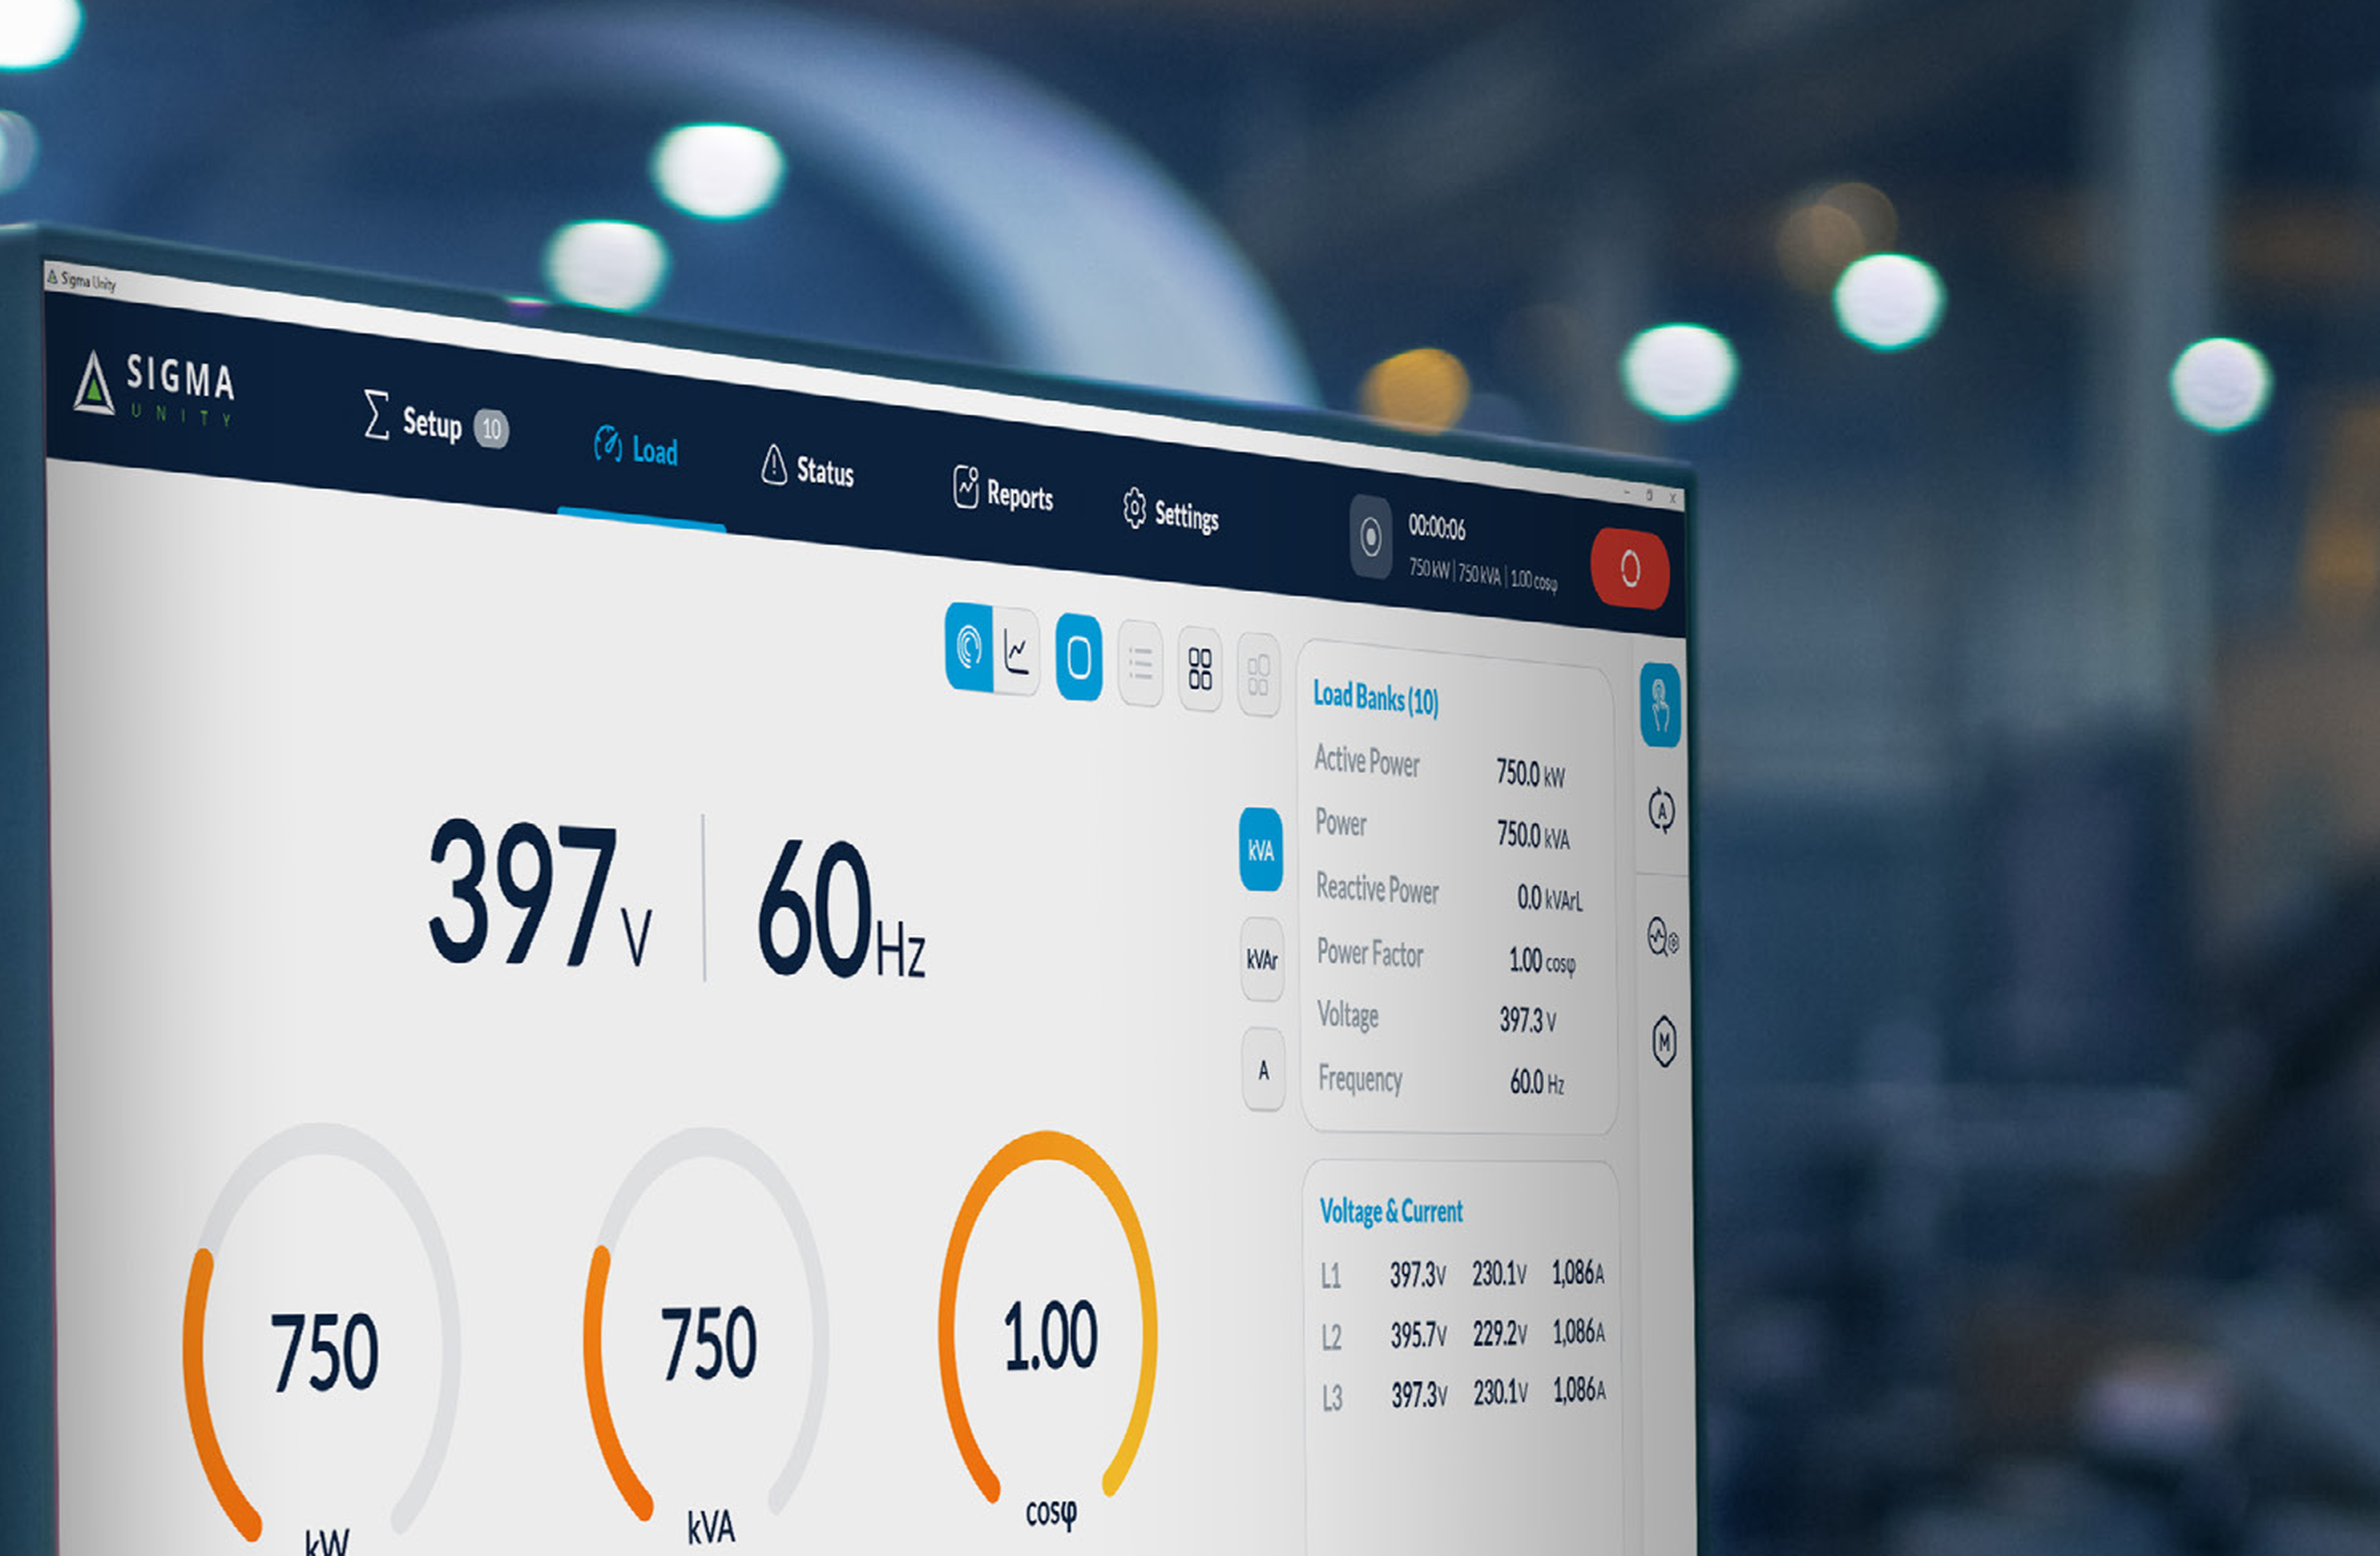 Sigma Unity
SIGMA
UNITY
Setup 10
Load
Status
Reports
Settings
00:00:06
750 kW | 750 kVA | 1.00 cosφ
397 V
60 Hz
kVA
kVAr
A
750
kW
750
kVA
1.00
cosφ
Load Banks (10)
Active Power 750.0 kW
Power 750.0 kVA
Reactive Power 0.0 kVArL
Power Factor 1.00 cosφ
Voltage 397.3 V
Frequency 60.0 Hz
Voltage & Current
L1 397.3V 230.1V 1,086A
L2 395.7V 229.2V 1,086A
L3 397.3V 230.1V 1,086A
A
M